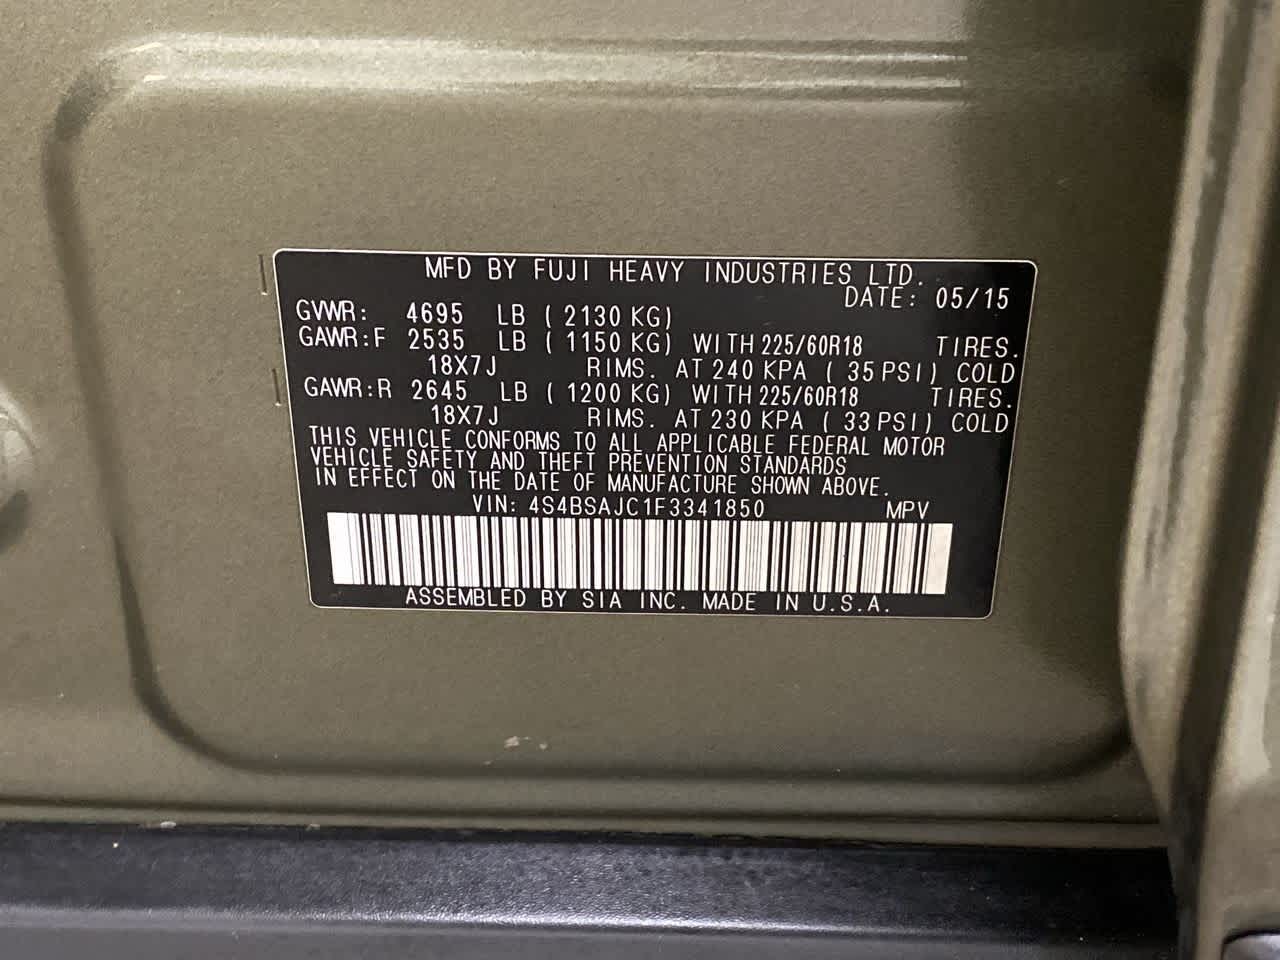 MFD BY FUJI HEAVY INDUSTRIES LTD.
DATE: 05/15
GVWR: 4695 LB ( 2130 KG)
GAWR:F 2535 LB ( 1150 KG) WITH 225/60R18 TIRES.
18X7J RIMS. AT 240 KPA ( 35 PSI) COLD
GAWR:R 2645 LB ( 1200 KG) WITH 225/60R18 TIRES.
18X7J RIMS. AT 230 KPA ( 33 PSI) COLD
THIS VEHICLE CONFORMS TO ALL APPLICABLE FEDERAL MOTOR
VEHICLE SAFETY AND THEFT PREVENTION STANDARDS
IN EFFECT ON THE DATE OF MANUFACTURE SHOWN ABOVE.
VIN: 4S4BSAJC1F3341850 MPV
ASSEMBLED BY SIA INC. MADE IN U.S.A.